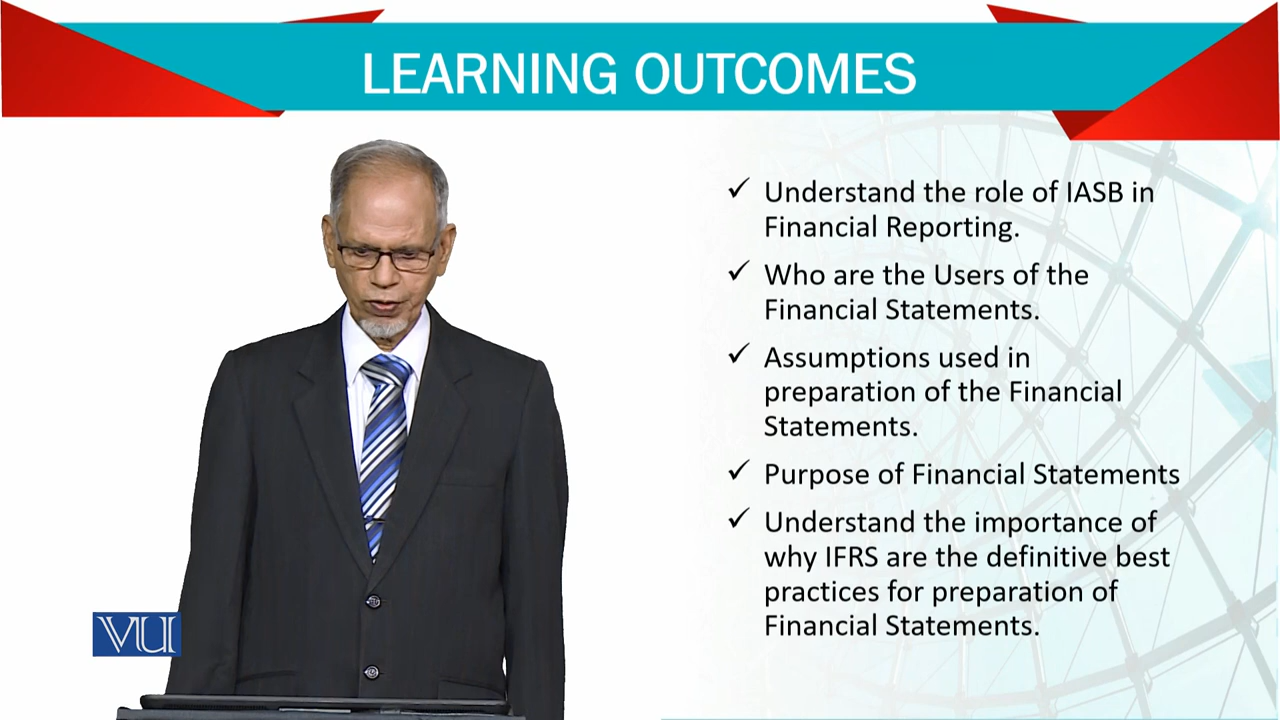 LEARNING OUTCOMES
✓ Understand the role of IASB in
Financial Reporting.
✓ Who are the Users of the
Financial Statements.
✓ Assumptions used in
preparation of the Financial
Statements.
✓ Purpose of Financial Statements
✓ Understand the importance of
why IFRS are the definitive best
practices for preparation of
Financial Statements.
VU